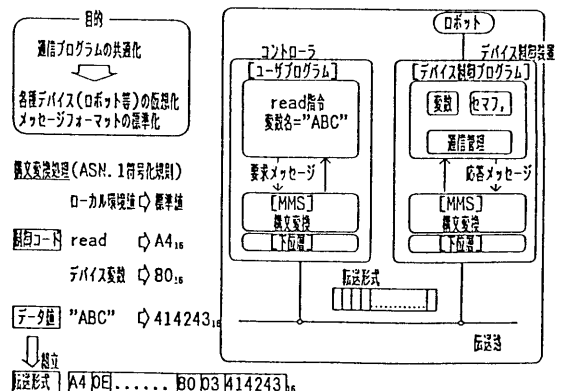 目的
通信プログラムの共通化
各種デバイス(ロボット等)の仮想化
メッセージフォーマットの標準化
構文変換処理(ASN.1符号化規則)
ローカル環境値 ⇨ 標準値
制御コード read ⇨ A4₁₆
デバイス変数 ⇨ 80₁₆
データ値 "ABC" ⇨ 414243₁₆
組立
伝送形式 A4 0E ...... 80 03 414243₁₆
コントローラ
[ユーザプログラム]
read指令
変数名="ABC"
要求メッセージ
[MMS]
構文変換
[下位層]
ロボット
デバイス制御装置
[デバイス制御プログラム]
変数 セマフォ
通信管理
応答メッセージ
[MMS]
構文変換
[下位層]
伝送形式
伝送路